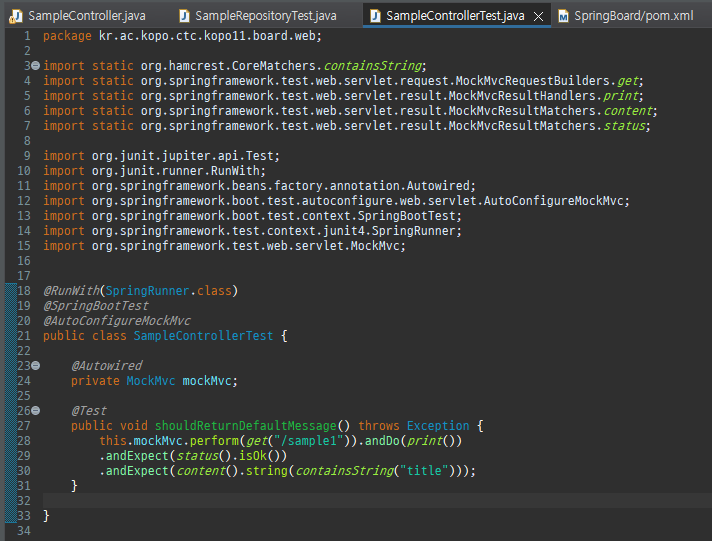 SampleController.java SampleRepositoryTest.java SampleControllerTest.java SpringBoard/pom.xml
1 package kr.ac.kopo.ctc.kopo11.board.web;
2
3 import static org.hamcrest.CoreMatchers.containsString;
4 import static org.springframework.test.web.servlet.request.MockMvcRequestBuilders.get;
5 import static org.springframework.test.web.servlet.result.MockMvcResultHandlers.print;
6 import static org.springframework.test.web.servlet.result.MockMvcResultMatchers.content;
7 import static org.springframework.test.web.servlet.result.MockMvcResultMatchers.status;
8
9 import org.junit.jupiter.api.Test;
10 import org.junit.runner.RunWith;
11 import org.springframework.beans.factory.annotation.Autowired;
12 import org.springframework.boot.test.autoconfigure.web.servlet.AutoConfigureMockMvc;
13 import org.springframework.boot.test.context.SpringBootTest;
14 import org.springframework.test.context.junit4.SpringRunner;
15 import org.springframework.test.web.servlet.MockMvc;
16
17
18 @RunWith(SpringRunner.class)
19 @SpringBootTest
20 @AutoConfigureMockMvc
21 public class SampleControllerTest {
22
23 @Autowired
24 private MockMvc mockMvc;
25
26 @Test
27 public void shouldReturnDefaultMessage() throws Exception {
28 this.mockMvc.perform(get("/sample1")).andDo(print())
29 .andExpect(status().isOk())
30 .andExpect(content().string(containsString("title")));
31 }
32
33 }
34